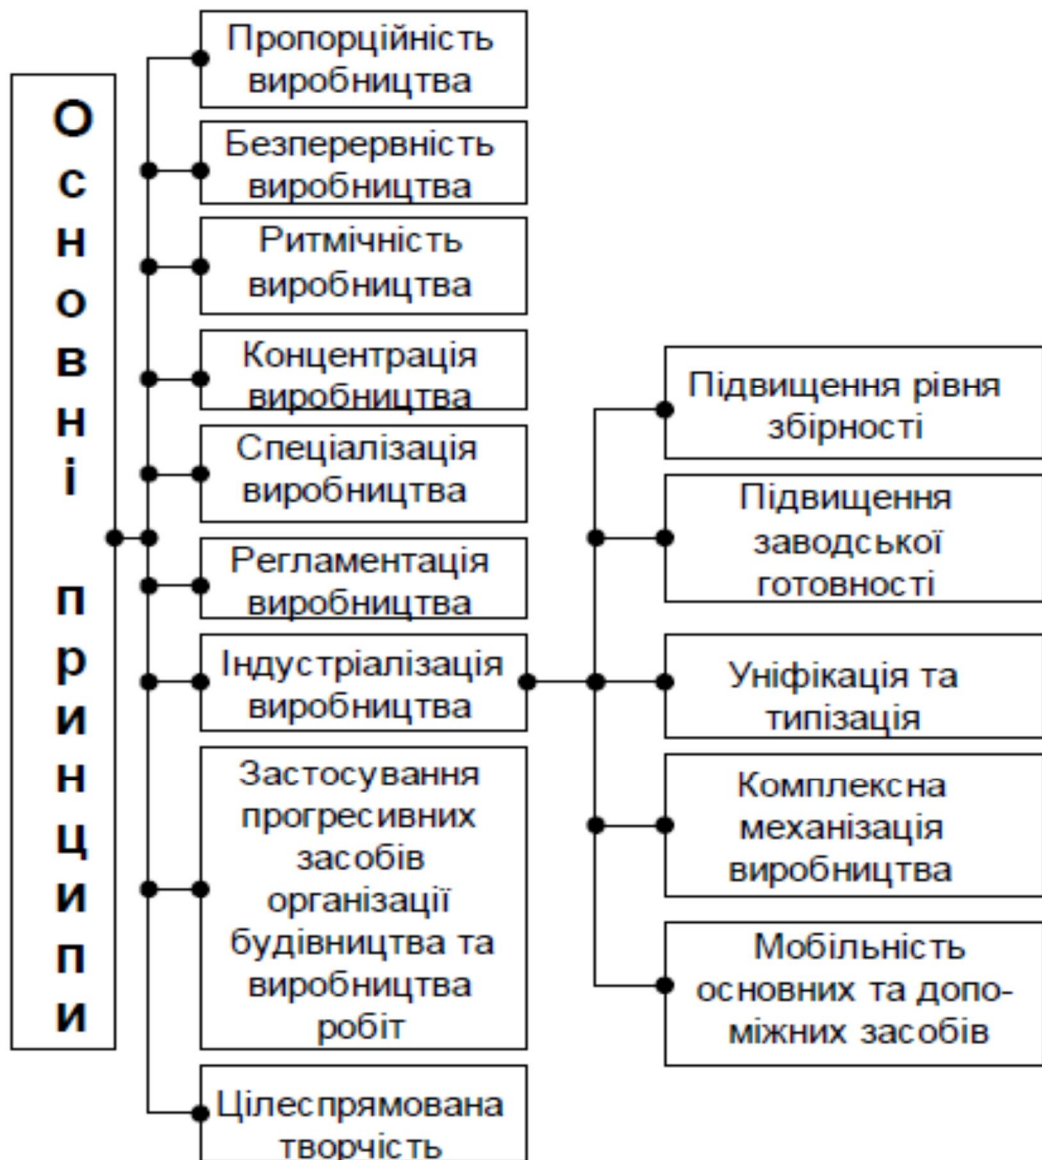 Основні принципи
Пропорційність
виробництва
Безперервність
виробництва
Ритмічність
виробництва
Концентрація
виробництва
Спеціалізація
виробництва
Регламентація
виробництва
Індустріалізація
виробництва
Застосування
прогресивних
засобів
організації
будівництва та
виробництва
робіт
Цілеспрямована
творчість
Підвищення рівня
збірності
Підвищення
заводської
готовності
Уніфікація та
типізація
Комплексна
механізація
виробництва
Мобільність
основних та допо-
міжних засобів